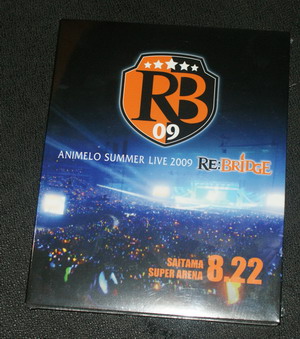 RB
09
ANIMELO SUMMER LIVE 2009 RE:BRIDGE
SAITAMA
SUPER ARENA 8.22